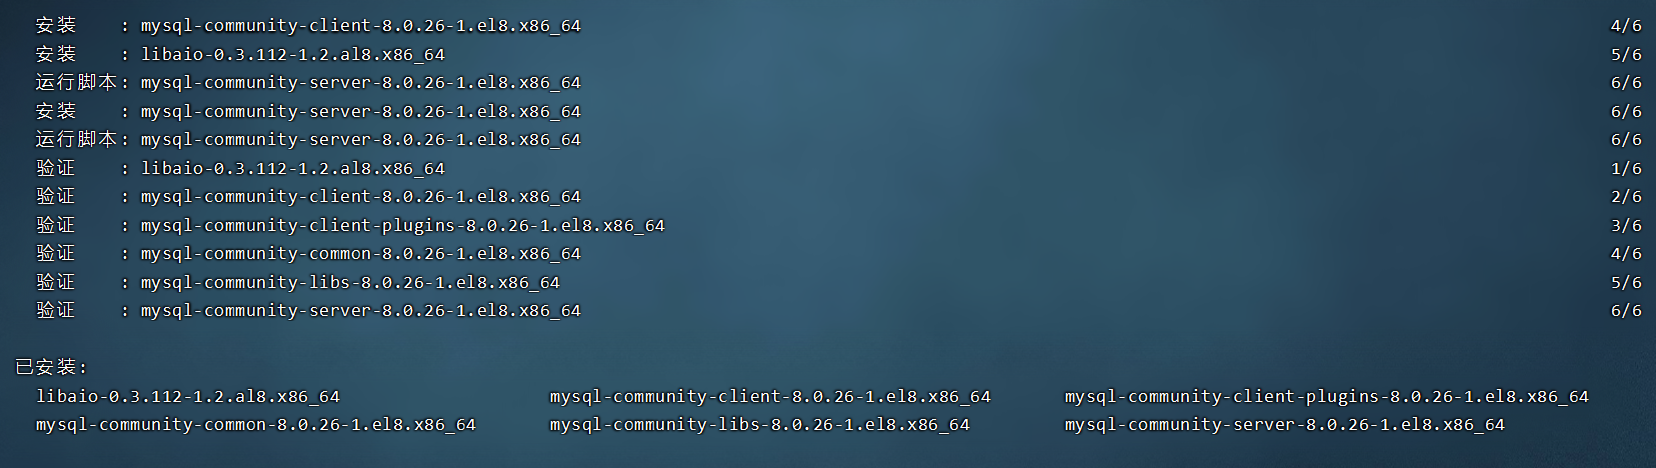 安装    : mysql-community-client-8.0.26-1.el8.x86_64 4/6
安装    : libaio-0.3.112-1.2.al8.x86_64 5/6
运行脚本: mysql-community-server-8.0.26-1.el8.x86_64 6/6
安装    : mysql-community-server-8.0.26-1.el8.x86_64 6/6
运行脚本: mysql-community-server-8.0.26-1.el8.x86_64 6/6
验证    : libaio-0.3.112-1.2.al8.x86_64 1/6
验证    : mysql-community-client-8.0.26-1.el8.x86_64 2/6
验证    : mysql-community-client-plugins-8.0.26-1.el8.x86_64 3/6
验证    : mysql-community-common-8.0.26-1.el8.x86_64 4/6
验证    : mysql-community-libs-8.0.26-1.el8.x86_64 5/6
验证    : mysql-community-server-8.0.26-1.el8.x86_64 6/6
已安装:
libaio-0.3.112-1.2.al8.x86_64 mysql-community-client-8.0.26-1.el8.x86_64 mysql-community-client-plugins-8.0.26-1.el8.x86_64
mysql-community-common-8.0.26-1.el8.x86_64 mysql-community-libs-8.0.26-1.el8.x86_64 mysql-community-server-8.0.26-1.el8.x86_64